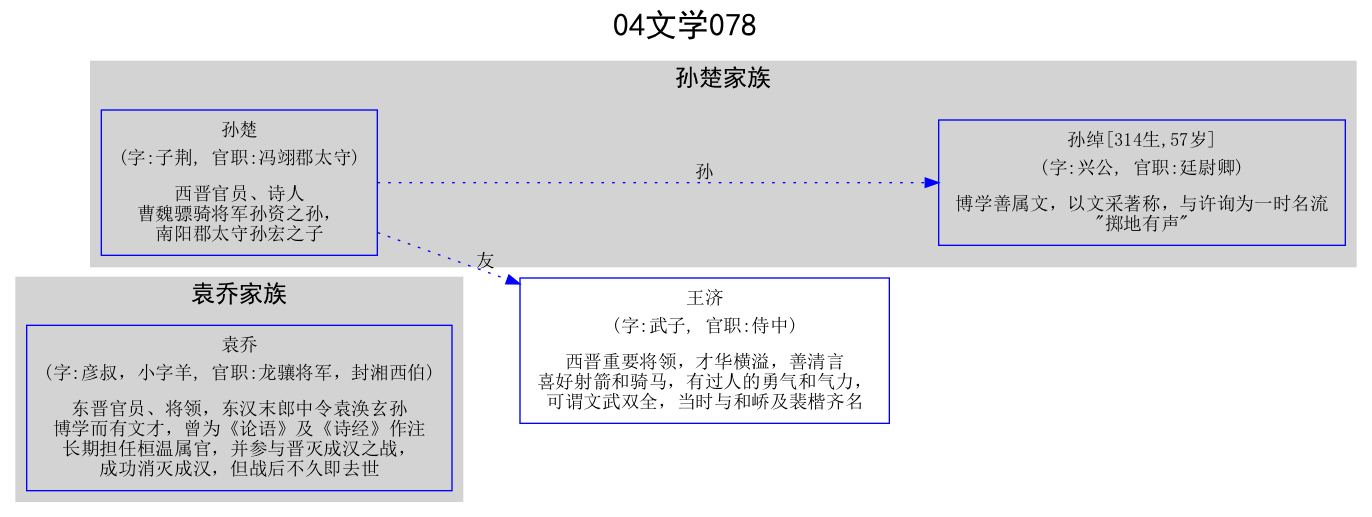 04文学078
孙楚家族
孙楚
(字:子荆, 官职:冯翊郡太守)
西晋官员、诗人
曹魏骠骑将军孙资之孙，
南阳郡太守孙宏之子
孙
孙绰[314生,57岁]
(字:兴公, 官职:廷尉卿)
博学善属文，以文采著称，与许询为一时名流
"掷地有声"
友
袁乔家族
袁乔
(字:彦叔，小字羊, 官职:龙骧将军，封湘西伯)
东晋官员、将领，东汉末郎中令袁涣玄孙
博学而有文才，曾为《论语》及《诗经》作注
长期担任桓温属官，并参与晋灭成汉之战，
成功消灭成汉，但战后不久即去世
王济
(字:武子, 官职:侍中)
西晋重要将领，才华横溢，善清言
喜好射箭和骑马，有过人的勇气和气力，
可谓文武双全，当时与和峤及裴楷齐名